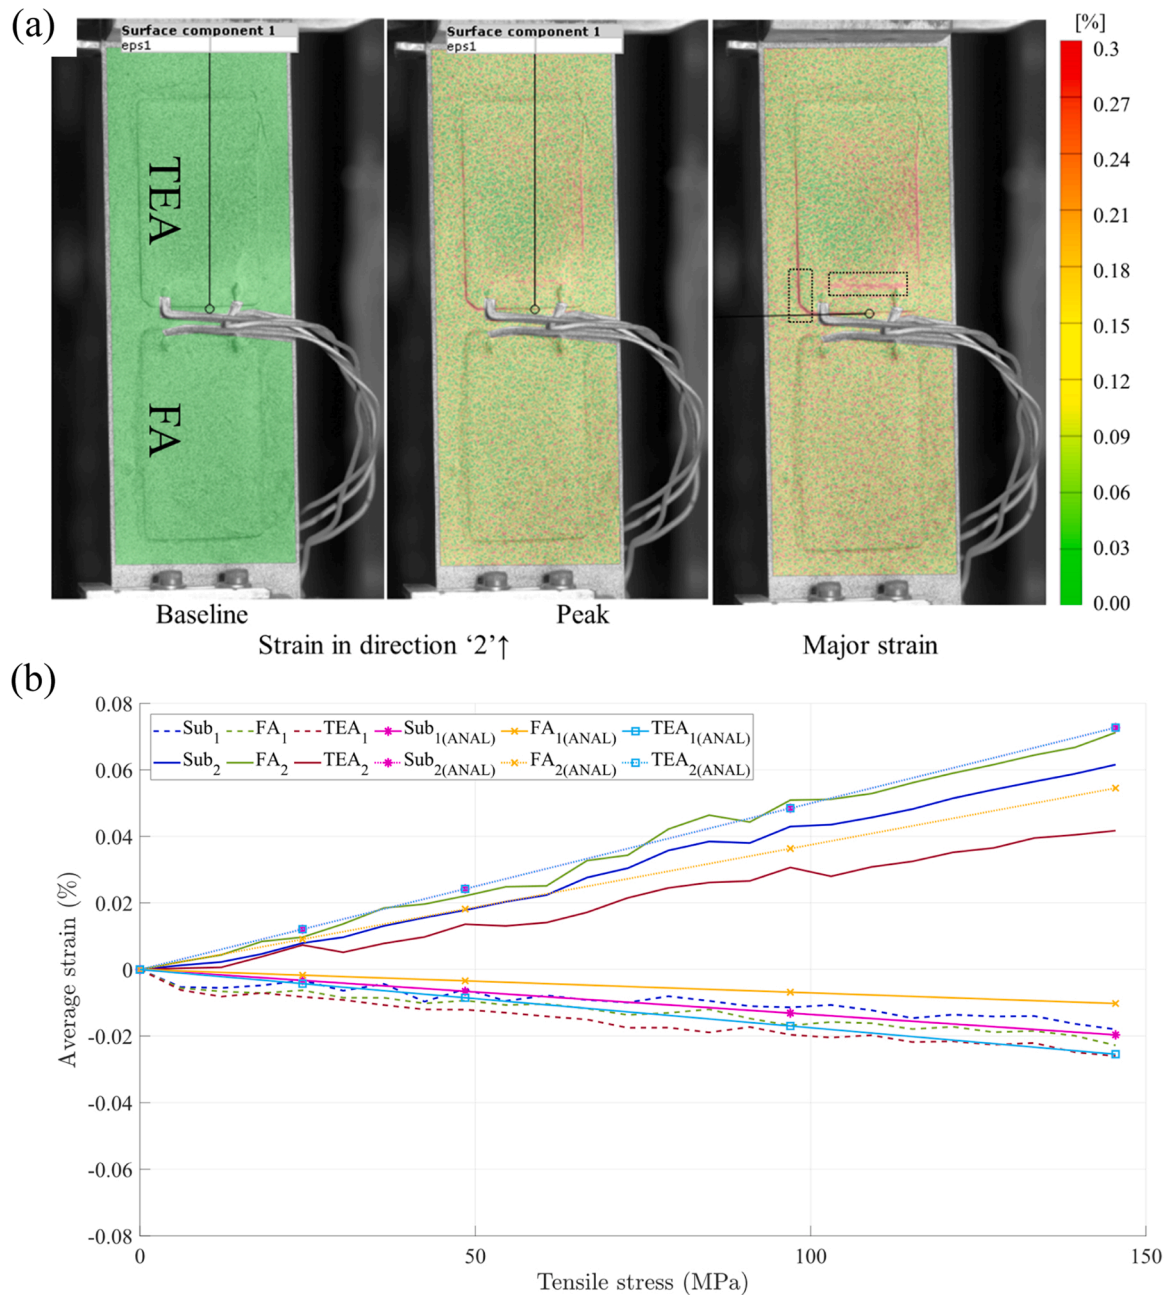 (a)
Surface component 1
eps1
Surface component 1
eps1
[%]
0.3
0.27
0.24
0.21
0.18
0.15
0.12
0.09
0.06
0.03
0.00
TEA
FA
Baseline
Peak
Strain in direction ‘2’↑
Major strain
(b)
Sub1 FA1 TEA1 Sub1(ANAL) FA1(ANAL) TEA1(ANAL)
Sub2 FA2 TEA2 Sub2(ANAL) FA2(ANAL) TEA2(ANAL)
Average strain (%)
0.08
0.06
0.04
0.02
0
-0.02
-0.04
-0.06
-0.08
0 50 100 150
Tensile stress (MPa)